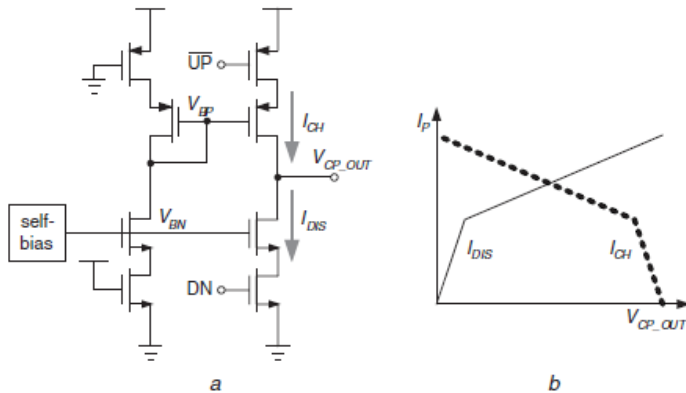 UP
V_BP
I_CH
V_CP_OUT
self-
bias
V_BN
I_DIS
DN
a
I_P
I_DIS
I_CH
V_CP_OUT
b